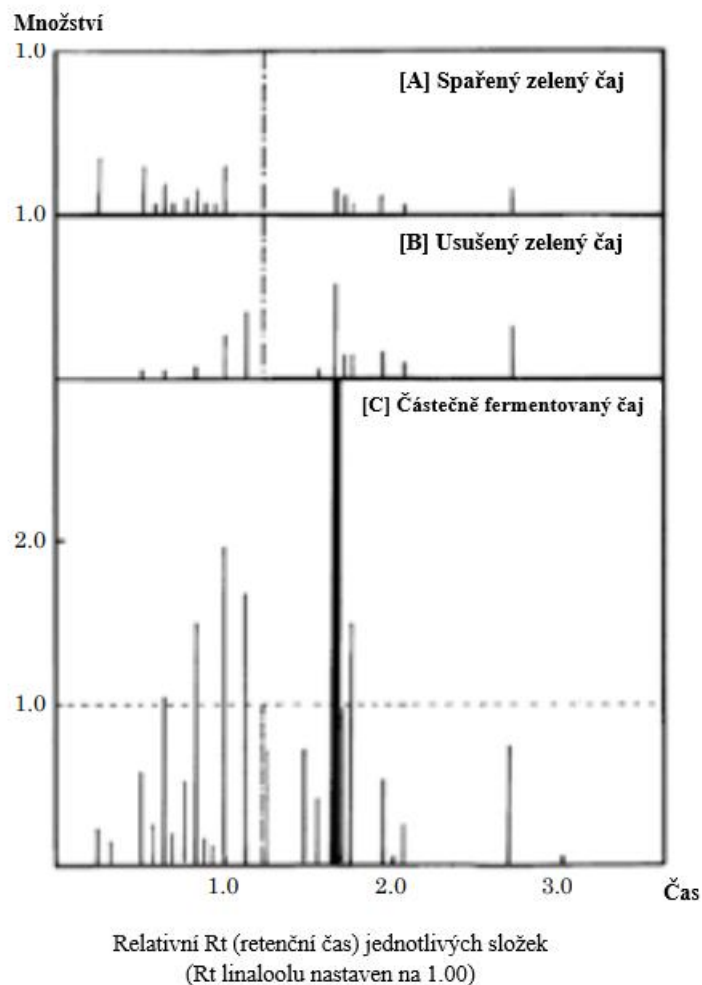 Množství
1.0
[A] Spařený zelený čaj
1.0
[B] Usušený zelený čaj
[C] Částečně fermentovaný čaj
2.0
1.0
1.0 2.0 3.0 Čas
Relativní Rt (retenční čas) jednotlivých složek
(Rt linaloolu nastaven na 1.00)